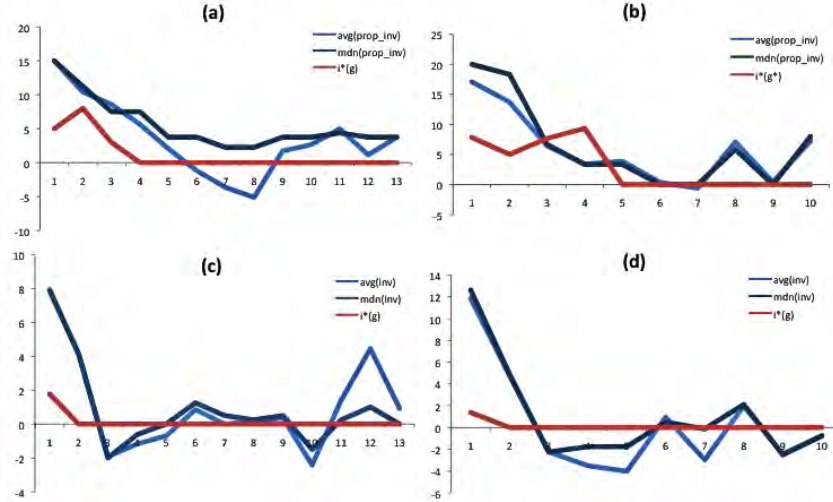 (a)
20
15
10
5
0
-5
-10
1 2 3 4 5 6 7 8 9 10 11 12 13
avg(prop_inv)
mdn(prop_inv)
i*(g)
(b)
25
20
15
10
5
0
-5
1 2 3 4 5 6 7 8 9 10
avg(prop_inv)
mdn(prop_inv)
i*(g*)
(c)
10
8
6
4
2
0
-2
-4
1 2 3 4 5 6 7 8 9 10 11 12 13
avg(inv)
mdn(inv)
i*(g)
(d)
14
12
10
8
6
4
2
0
-2
-4
-6
1 2 3 4 5 6 7 8 9 10
avg(inv)
mdn(inv)
i*(g)